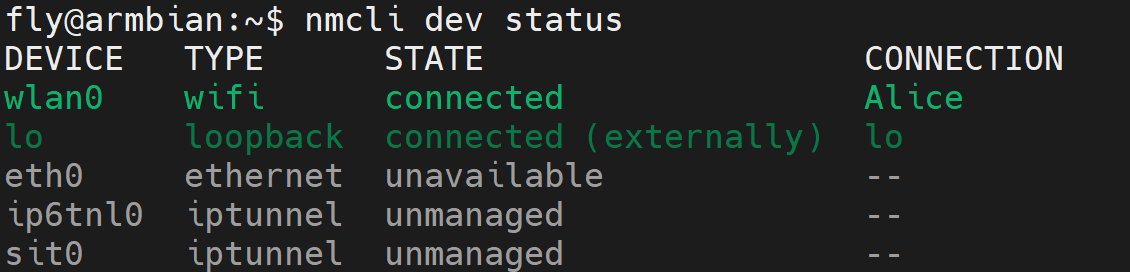 fly@armbian:~$ nmcli dev status
DEVICE   TYPE      STATE                   CONNECTION
wlan0    wifi      connected               Alice
lo       loopback  connected (externally)  lo
eth0     ethernet  unavailable             --
ip6tnl0  iptunnel  unmanaged               --
sit0     iptunnel  unmanaged               --